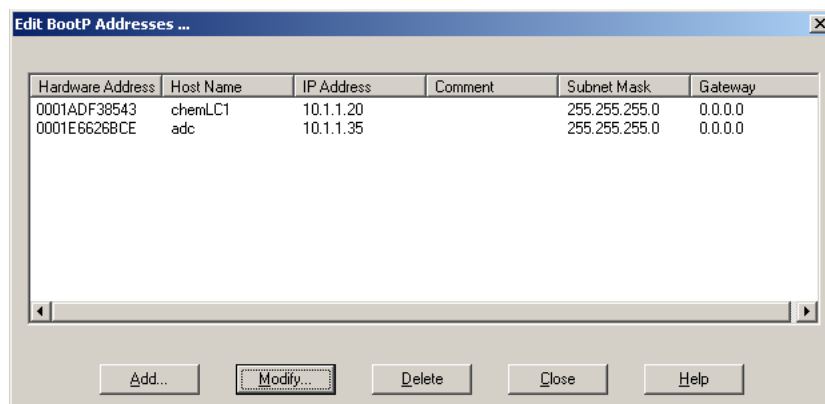 Edit BootP Addresses ...
Hardware Address Host Name IP Address Comment Subnet Mask Gateway
0001ADF38543 chemLC1 10.1.1.20 255.255.255.0 0.0.0.0
0001E6626BCE adc 10.1.1.35 255.255.255.0 0.0.0.0
Add... Modify... Delete Close Help